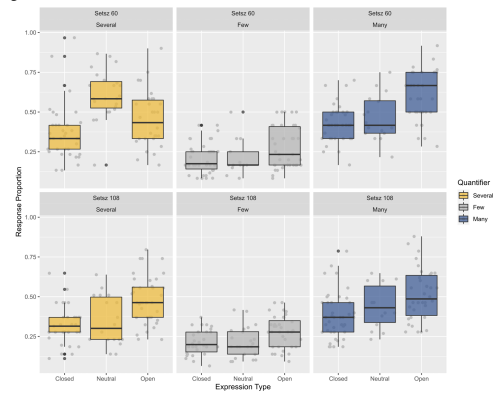 Setsz 60 Setsz 60 Setsz 60
Several Few Many
1.00
0.75
0.50
0.25
Setsz 108 Setsz 108 Setsz 108
Several Few Many
1.00
0.75
0.50
0.25
Closed Neutral Open Closed Neutral Open Closed Neutral Open
Expression Type
Response Proportion
Quantifier
Several
Few
Many